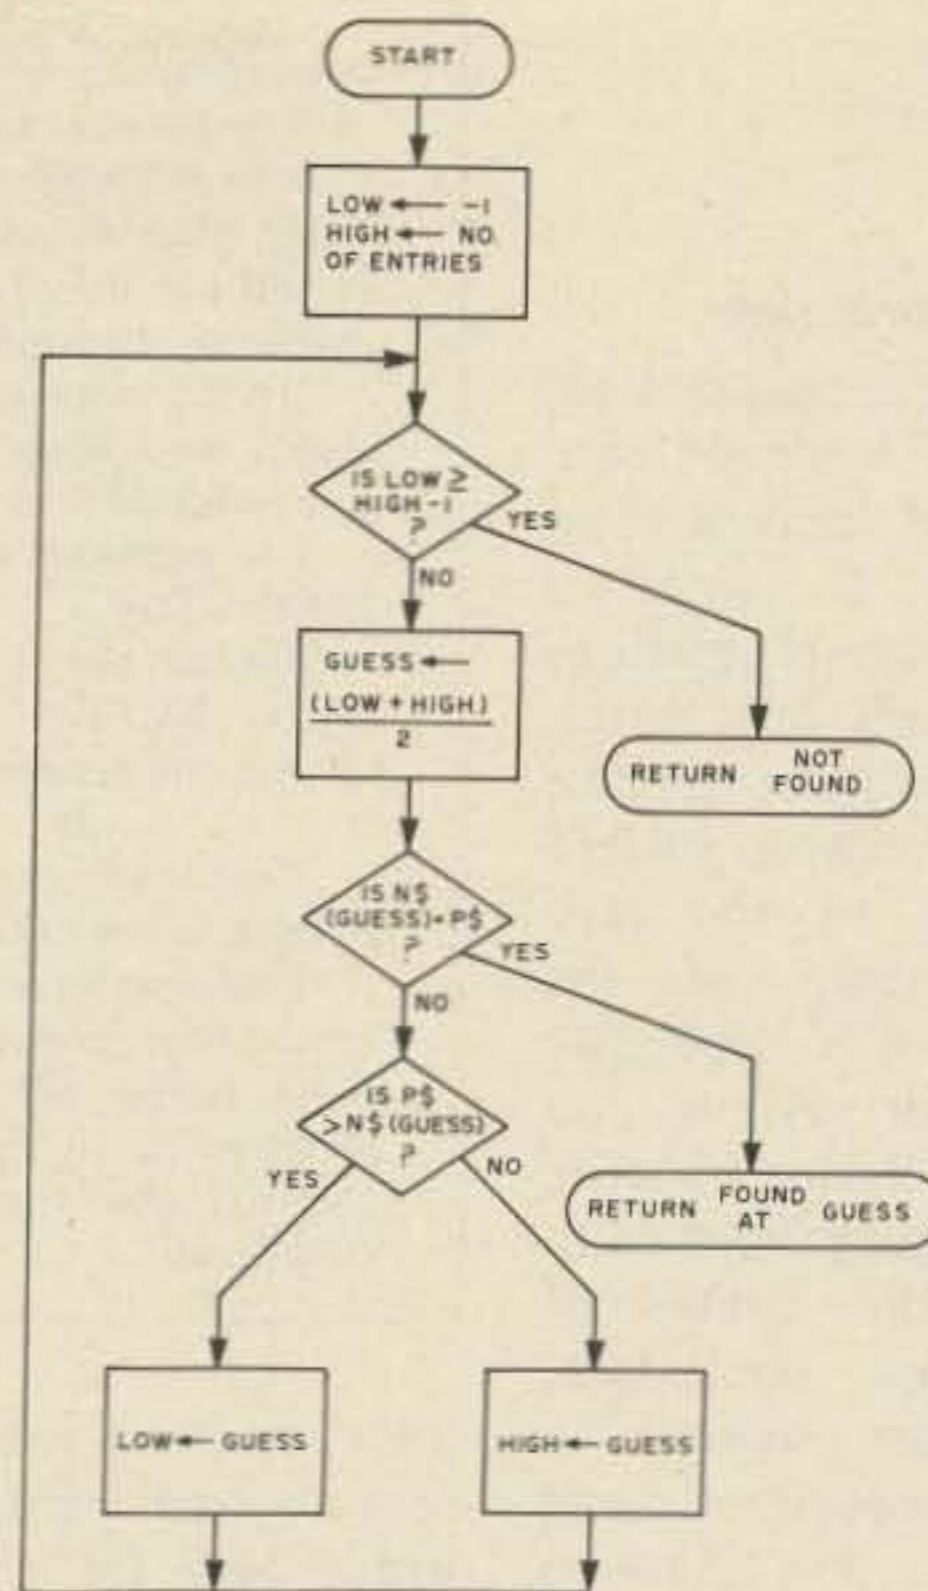 START
LOW ← -1
HIGH ← NO.
OF ENTRIES
IS LOW ≥
HIGH -1
?
YES
NO
GUESS ←
(LOW + HIGH)
2
RETURN NOT FOUND
IS N$
(GUESS) = P$
?
YES
NO
IS P$
> N$ (GUESS)
?
YES
NO
RETURN FOUND AT GUESS
LOW ← GUESS
HIGH ← GUESS